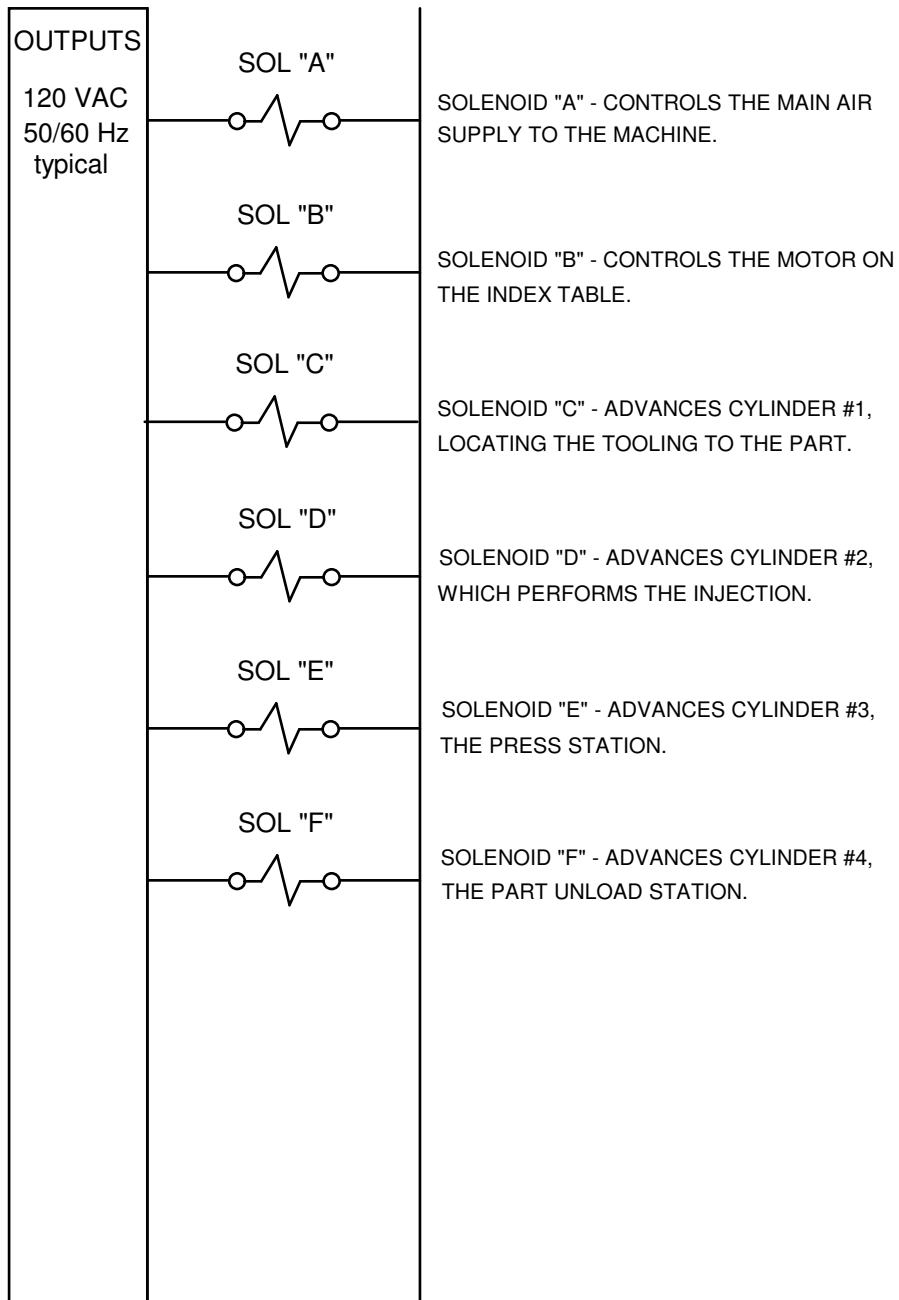 OUTPUTS
120 VAC
50/60 Hz
typical
SOL "A"
SOLENOID "A" - CONTROLS THE MAIN AIR
SUPPLY TO THE MACHINE.
SOL "B"
SOLENOID "B" - CONTROLS THE MOTOR ON
THE INDEX TABLE.
SOL "C"
SOLENOID "C" - ADVANCES CYLINDER #1,
LOCATING THE TOOLING TO THE PART.
SOL "D"
SOLENOID "D" - ADVANCES CYLINDER #2,
WHICH PERFORMS THE INJECTION.
SOL "E"
SOLENOID "E" - ADVANCES CYLINDER #3,
THE PRESS STATION.
SOL "F"
SOLENOID "F" - ADVANCES CYLINDER #4,
THE PART UNLOAD STATION.